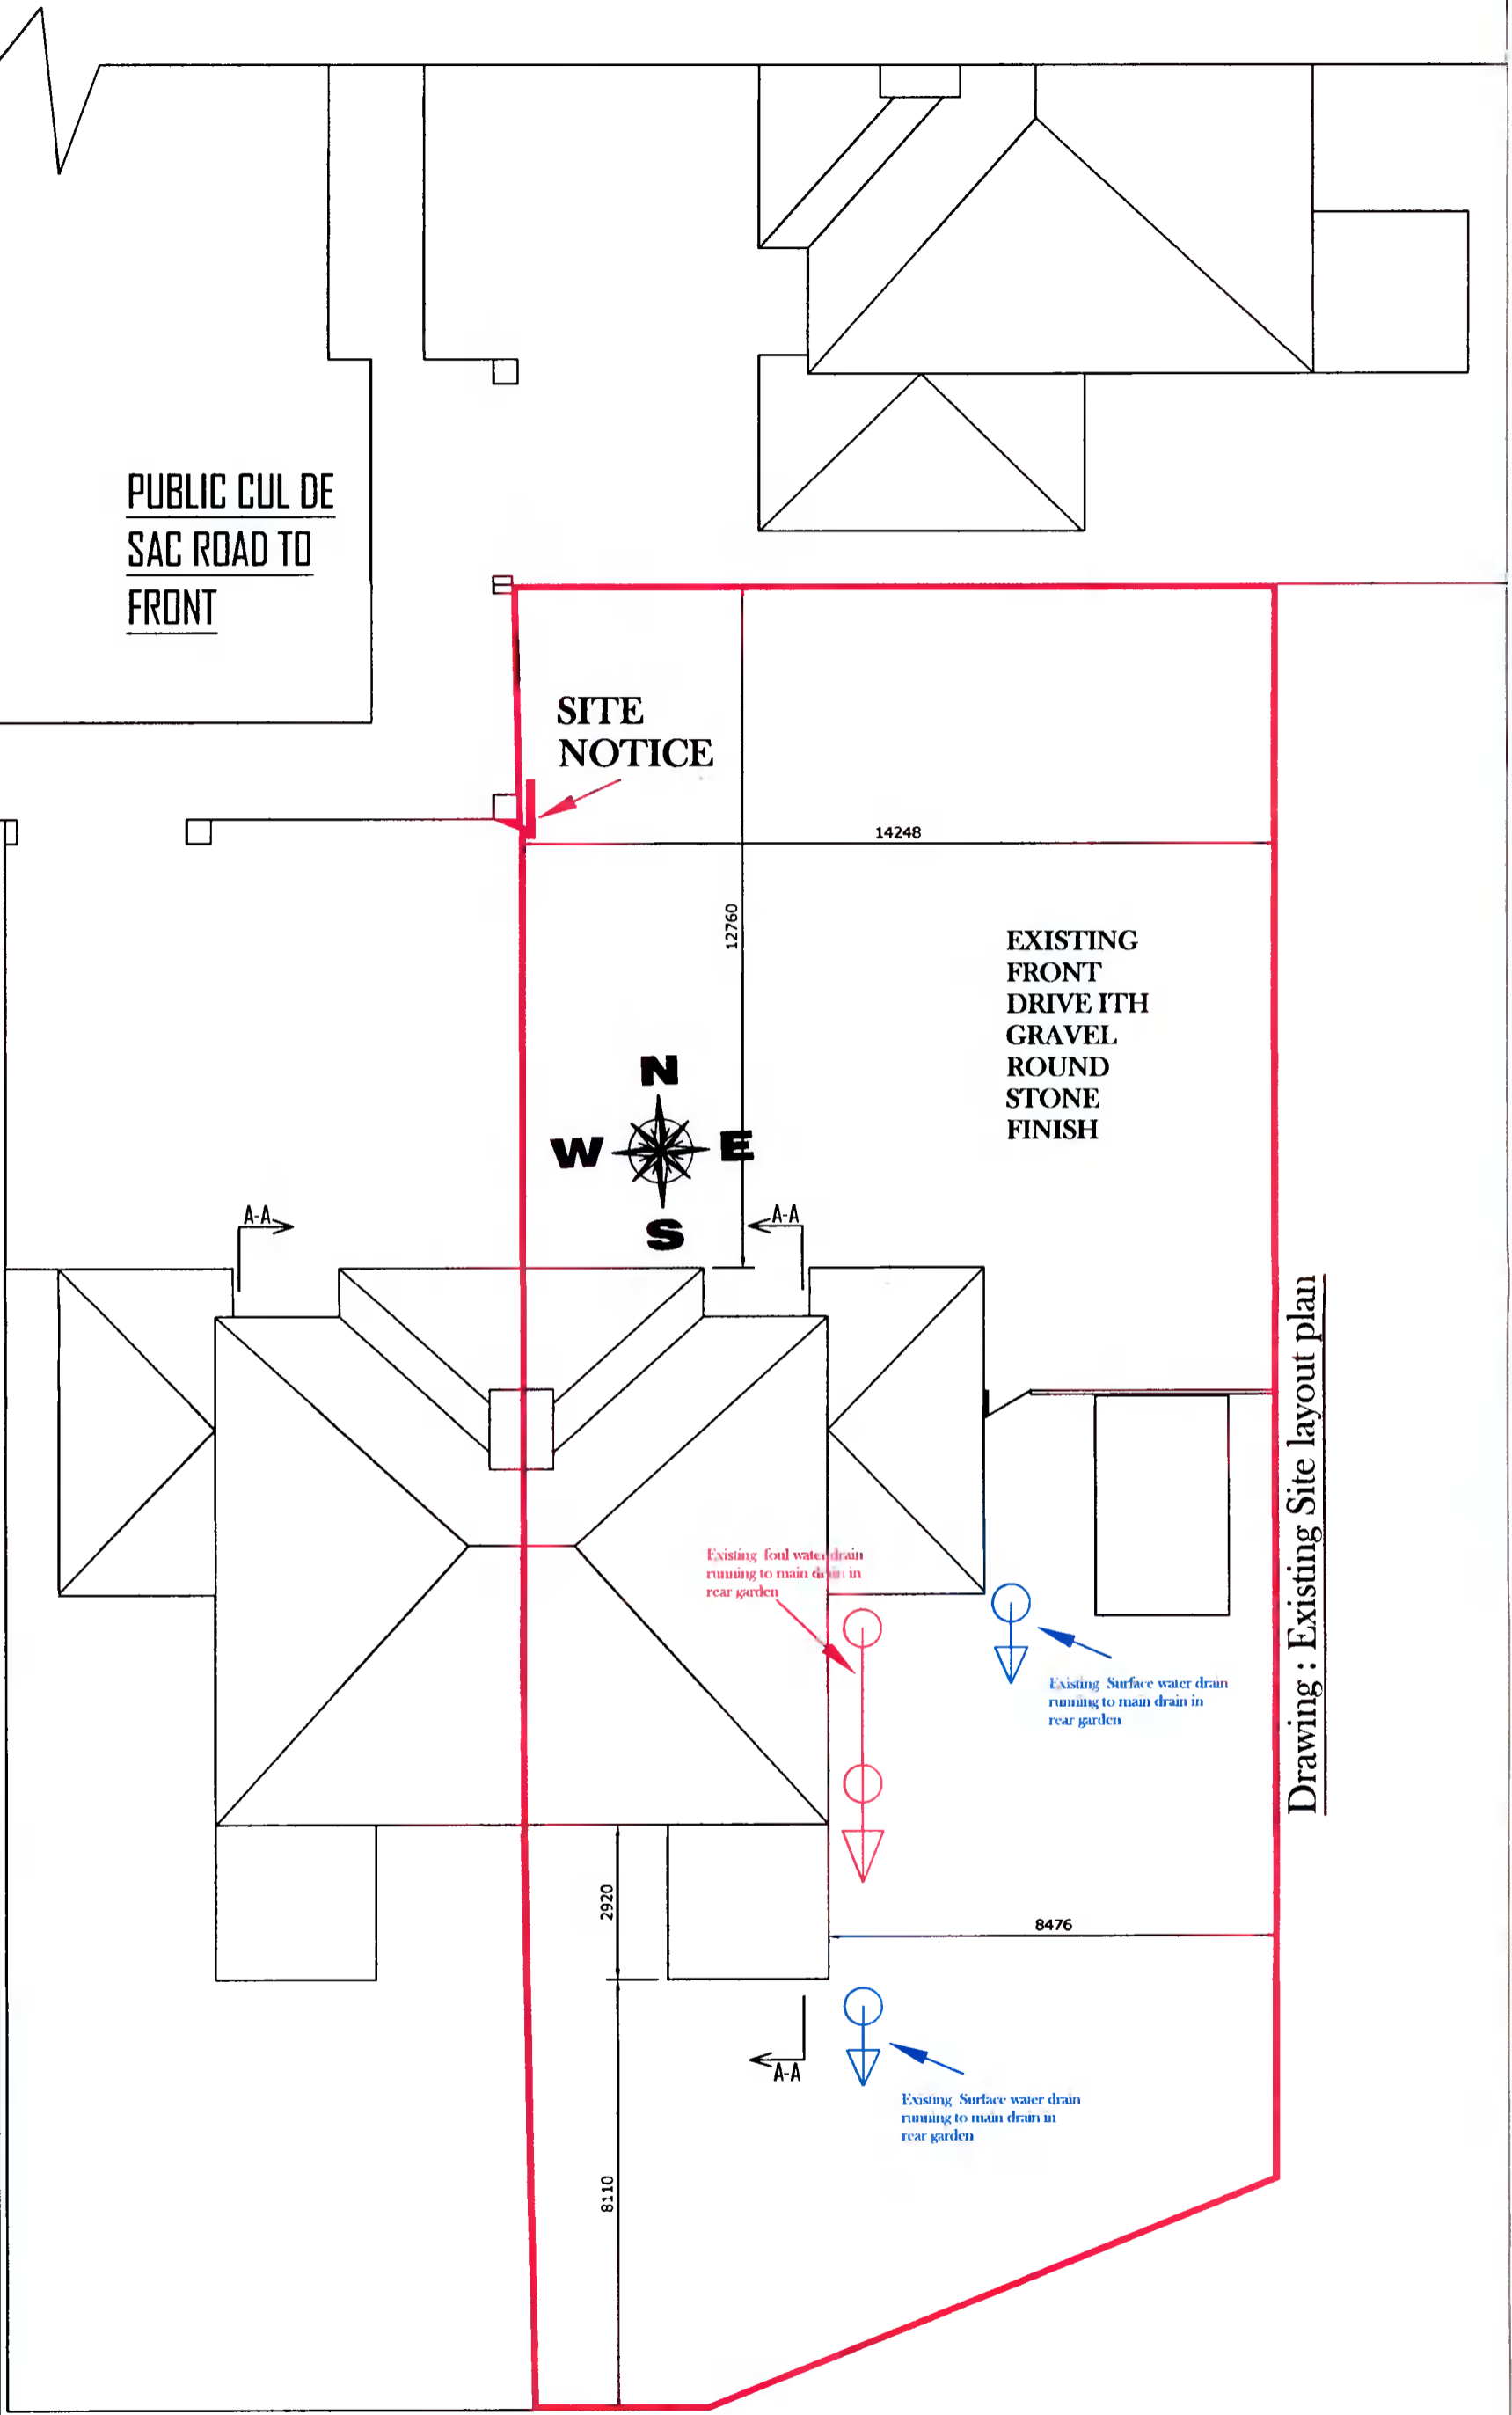 PUBLIC CUL DE
SAC ROAD TO
FRONT
SITE
NOTICE
14248
12760
EXISTING
FRONT
DRIVE ITH
GRAVEL
ROUND
STONE
FINISH
N
W
E
S
A-A
A-A
Drawing : Existing Site layout plan
Existing foul water drain
running to main drain in
rear garden
Existing Surface water drain
running to main drain in
rear garden
2920
8476
A-A
Existing Surface water drain
running to main drain in
rear garden
8110